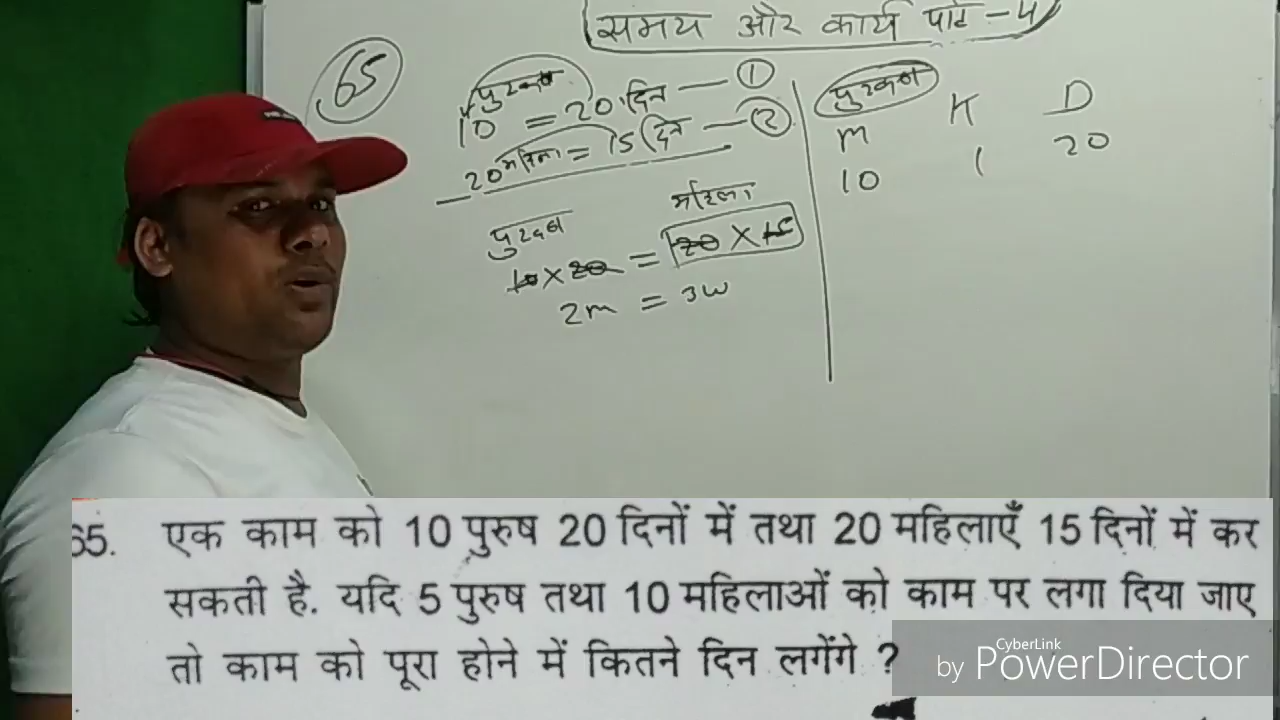 समय और कार्य पार्ट-4
65
पुरुष
10 = 20 दिन — 1
20 महिला = 15 दिन — 2
पुरुष महिला
10 × 20 = 20 × 15
2m = 3w
पुरुष
M K D
10 1 20
65. एक काम को 10 पुरुष 20 दिनों में तथा 20 महिलाएँ 15 दिनों में कर
सकती है. यदि 5 पुरुष तथा 10 महिलाओं को काम पर लगा दिया जाए
तो काम को पूरा होने में कितने दिन लगेंगे ?
CyberLink
by PowerDirector